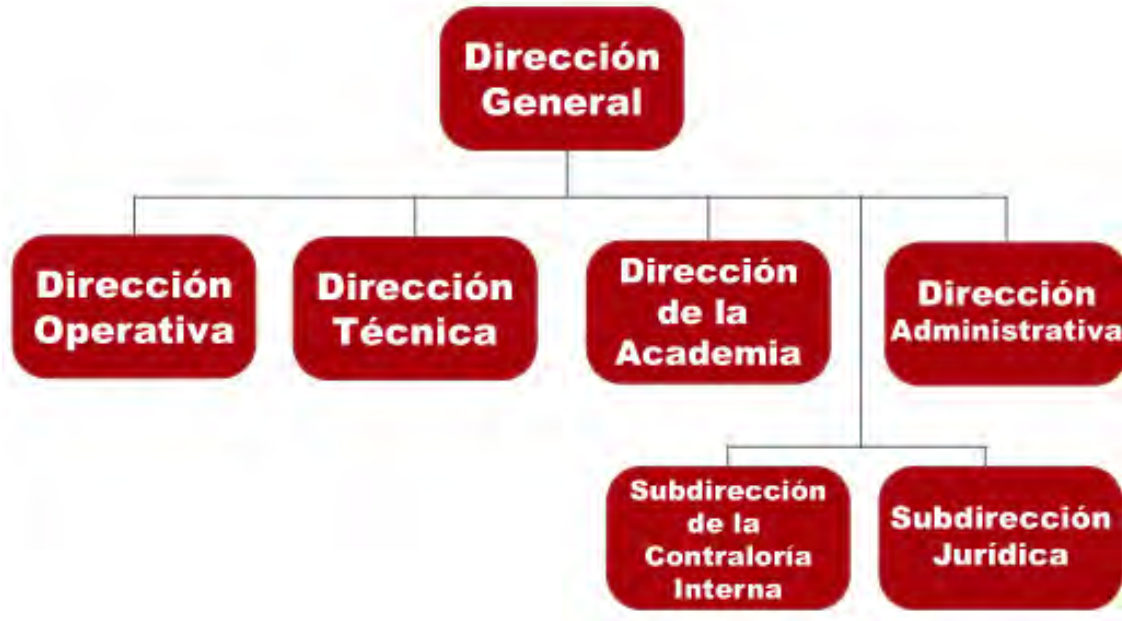 Dirección
General
Dirección
Operativa
Dirección
Técnica
Dirección
de la
Academia
Dirección
Administrativa
Subdirección
de la
Contraloría
Interna
Subdirección
Jurídica